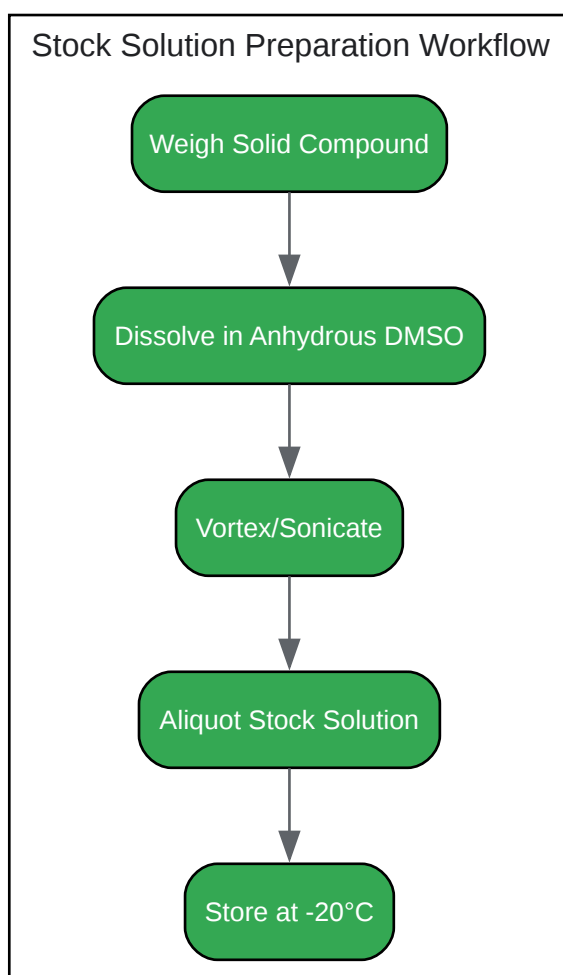 Stock Solution Preparation Workflow
Weigh Solid Compound
Dissolve in Anhydrous DMSO
Vortex/Sonicate
Aliquot Stock Solution
Store at -20°C